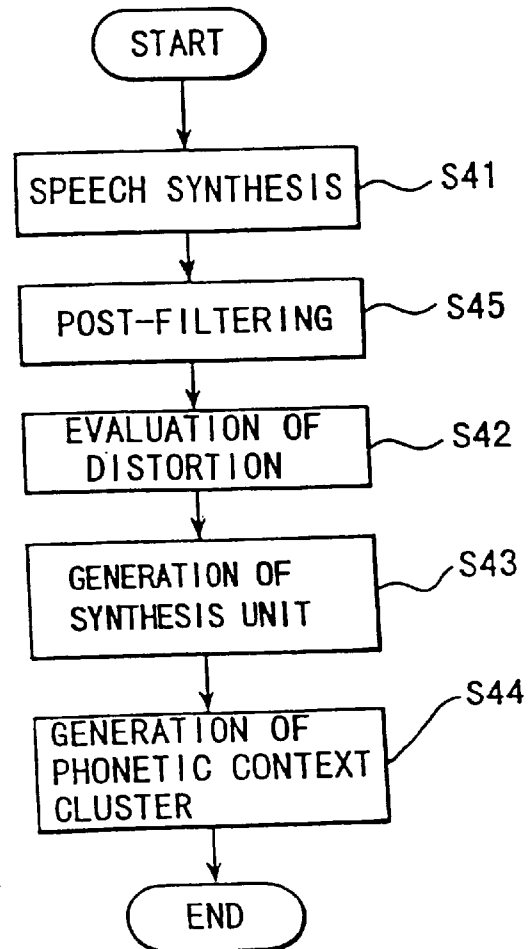 START
SPEECH SYNTHESIS
S41
POST-FILTERING
S45
EVALUATION OF
DISTORTION
S42
GENERATION OF
SYNTHESIS UNIT
S43
GENERATION OF
PHONETIC CONTEXT
CLUSTER
S44
END